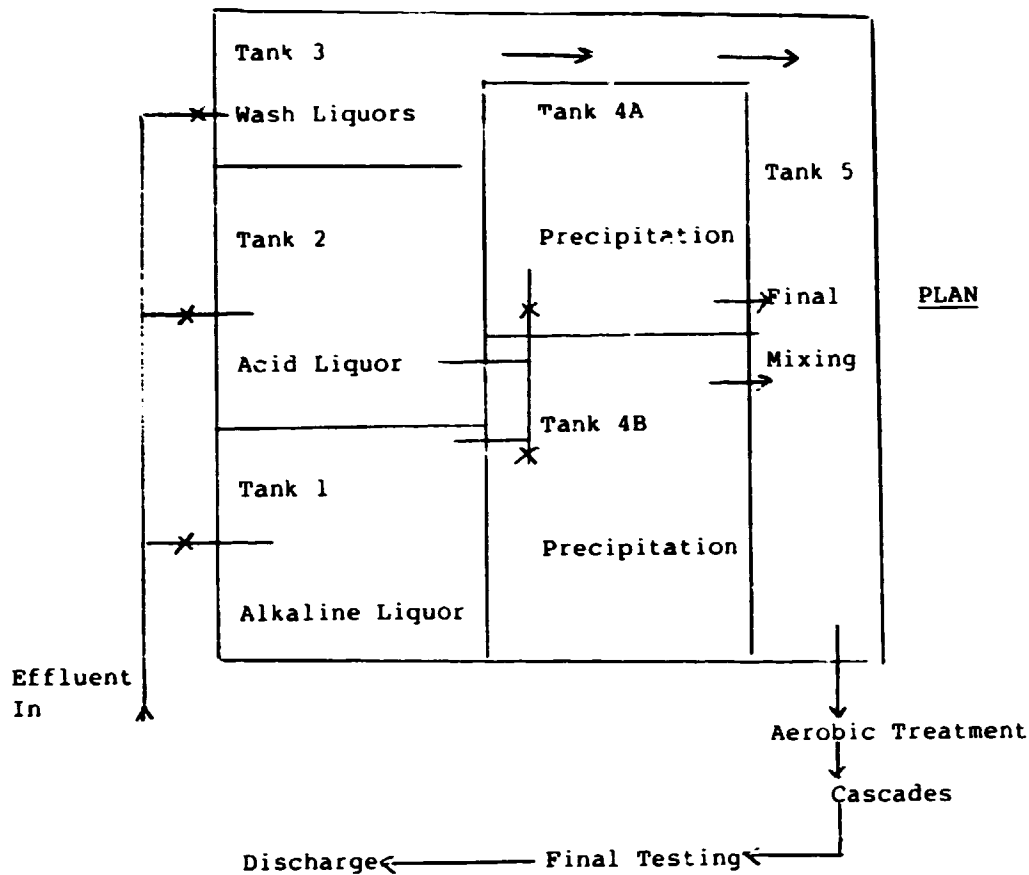 Tank 3
Wash Liquors
Tank 4A
Tank 5
Tank 2
Precipitation
Final
PLAN
Acid Liquor
Mixing
Tank 4B
Tank 1
Precipitation
Alkaline Liquor
Effluent
In
Aerobic Treatment
Cascades
Discharge
Final Testing